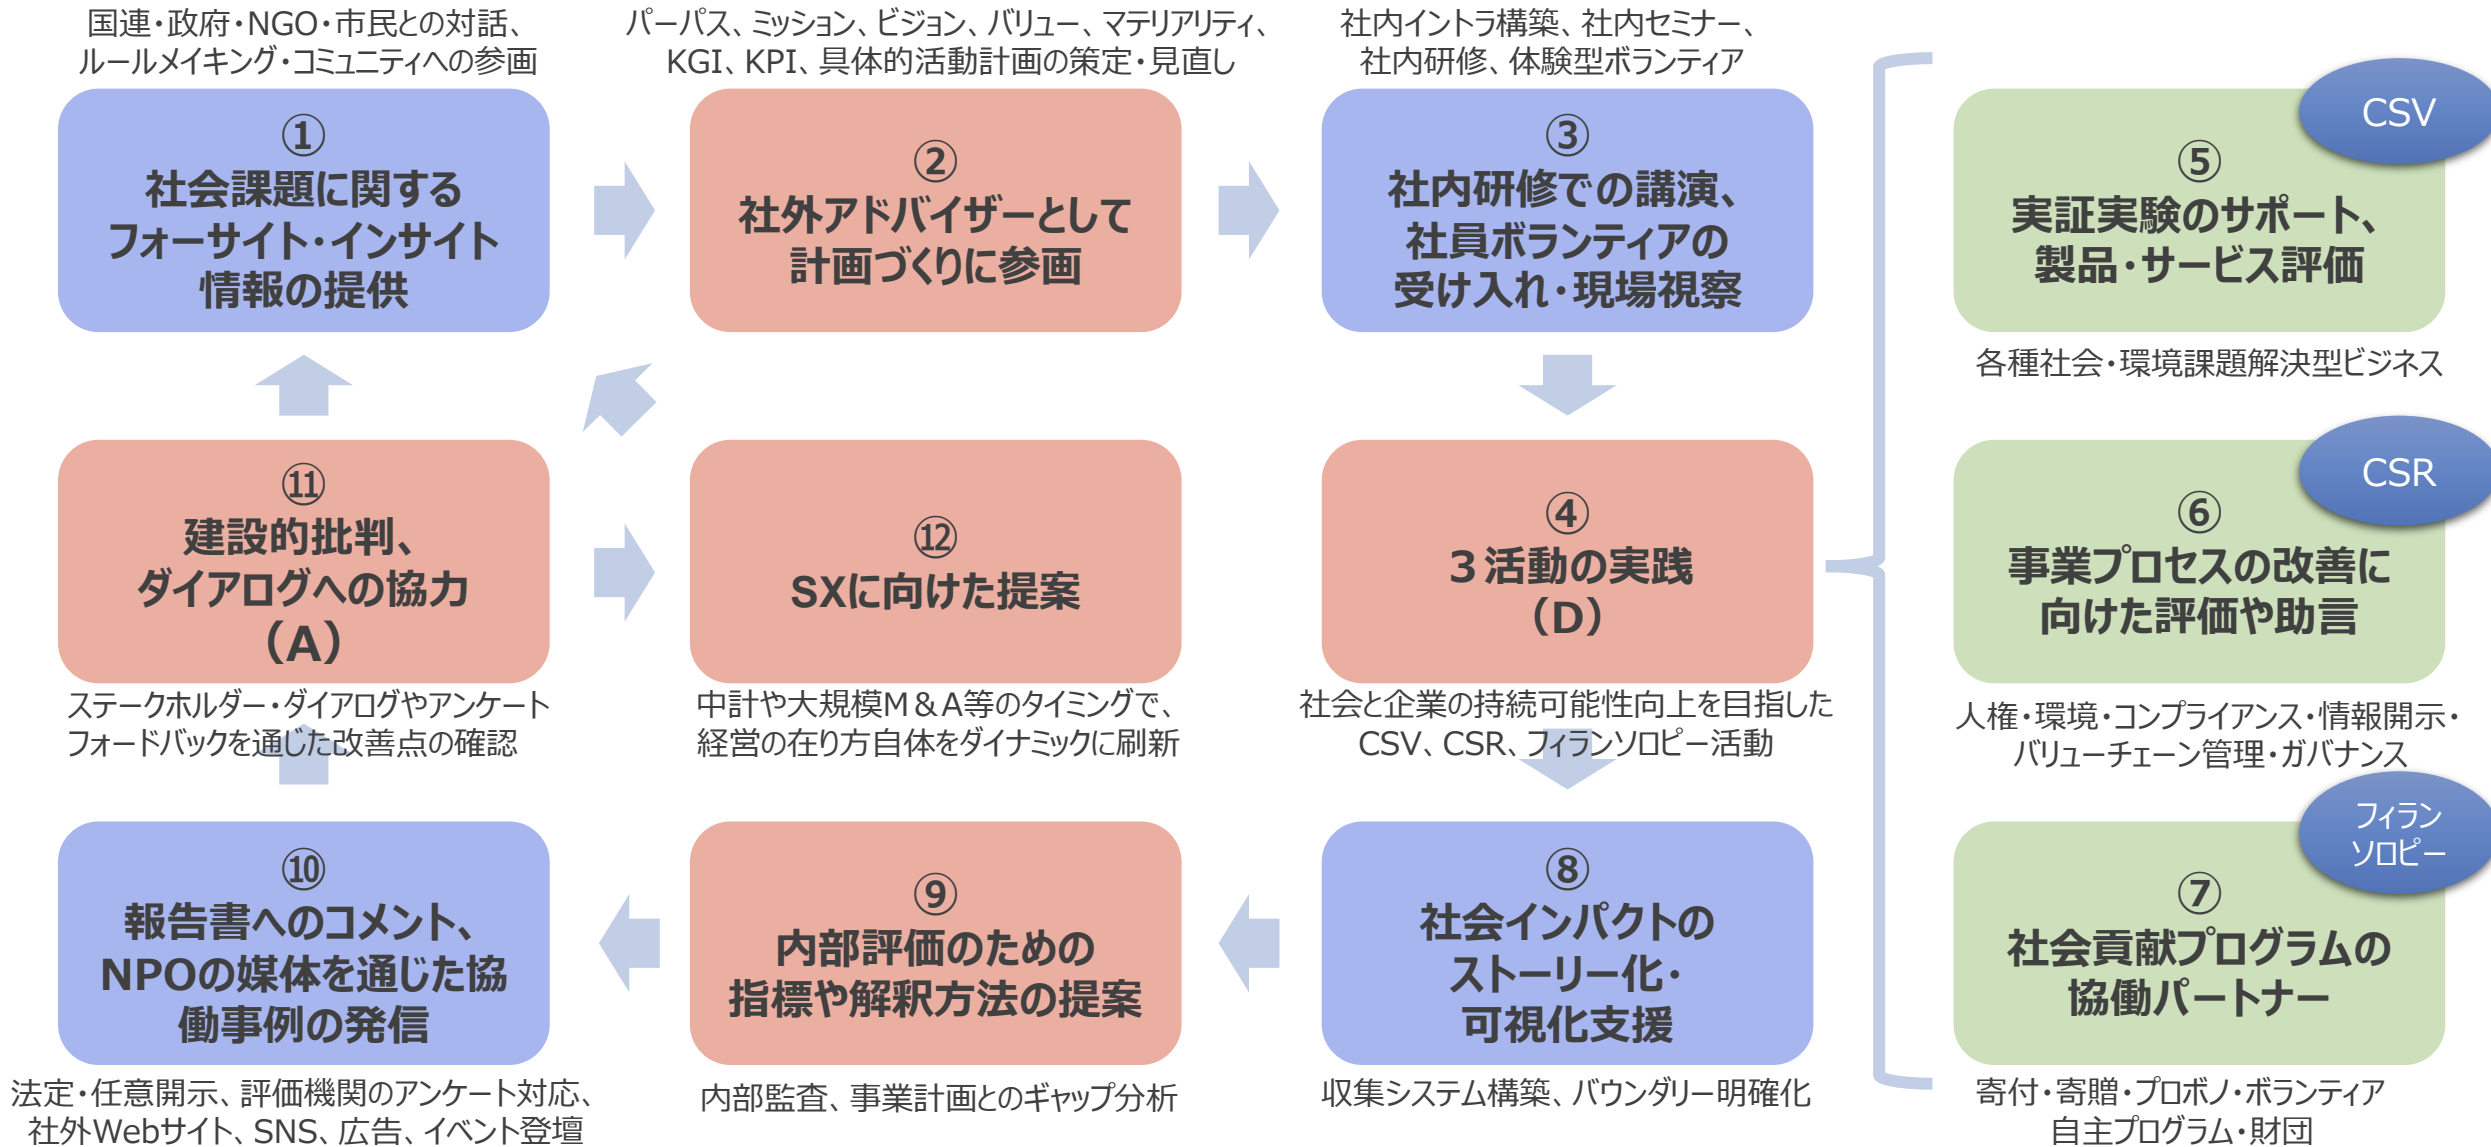 国連・政府・NGO・市民との対話、
ルールメイキング・コミュニティへの参画
①
社会課題に関する
フォーサイト・インサイト
情報の提供
パーパス、ミッション、ビジョン、バリュー、マテリアリティ、
KGI、KPI、具体的活動計画の策定・見直し
②
社外アドバイザーとして
計画づくりに参画
社内イントラ構築、社内セミナー、
社内研修、体験型ボランティア
③
社内研修での講演、
社員ボランティアの
受け入れ・現場視察
CSV
⑤
実証実験のサポート、
製品・サービス評価
各種社会・環境課題解決型ビジネス
⑪
建設的批判、
ダイアログへの協力
（A）
ステークホルダー・ダイアログやアンケート
フォードバックを通じた改善点の確認
⑫
SXに向けた提案
中計や大規模M＆A等のタイミングで、
経営の在り方自体をダイナミックに刷新
④
３活動の実践
（D）
社会と企業の持続可能性向上を目指した
CSV、CSR、フィランソロピー活動
CSR
⑥
事業プロセスの改善に
向けた評価や助言
人権・環境・コンプライアンス・情報開示・
バリューチェーン管理・ガバナンス
⑩
報告書へのコメント、
NPOの媒体を通じた協
働事例の発信
法定・任意開示、評価機関のアンケート対応、
社外Webサイト、SNS、広告、イベント登壇
⑨
内部評価のための
指標や解釈方法の提案
内部監査、事業計画とのギャップ分析
⑧
社会インパクトの
ストーリー化・
可視化支援
収集システム構築、バウンダリー明確化
フィラン
ソロピー
⑦
社会貢献プログラムの
協働パートナー
寄付・寄贈・プロボノ・ボランティア
自主プログラム・財団